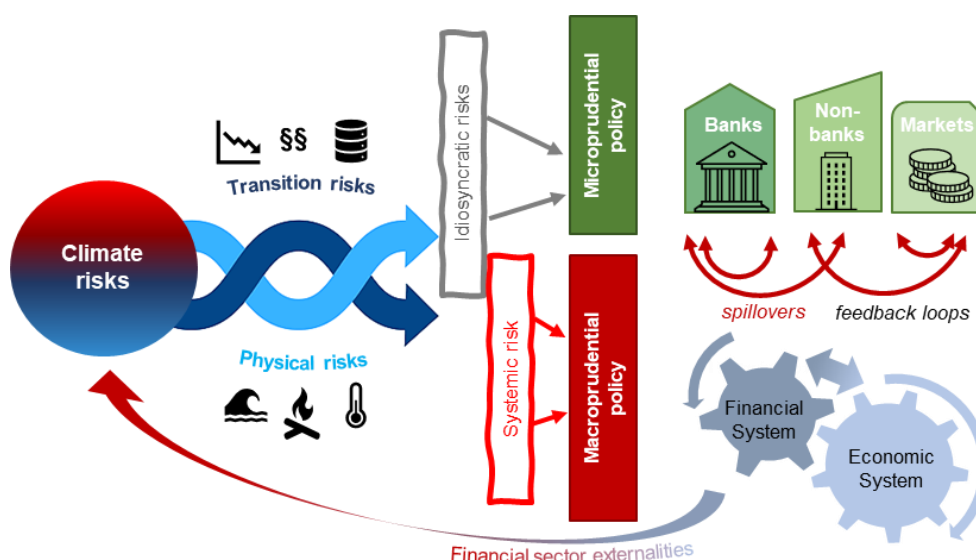 §§
Transition risks
Climate
risks
Physical risks
Idiosyncratic risks
Systemic risk
Microprudential
policy
Macroprudential
policy
Banks
Non-
banks
Markets
spillovers
feedback loops
Financial
System
Economic
System
Financial sector externalities